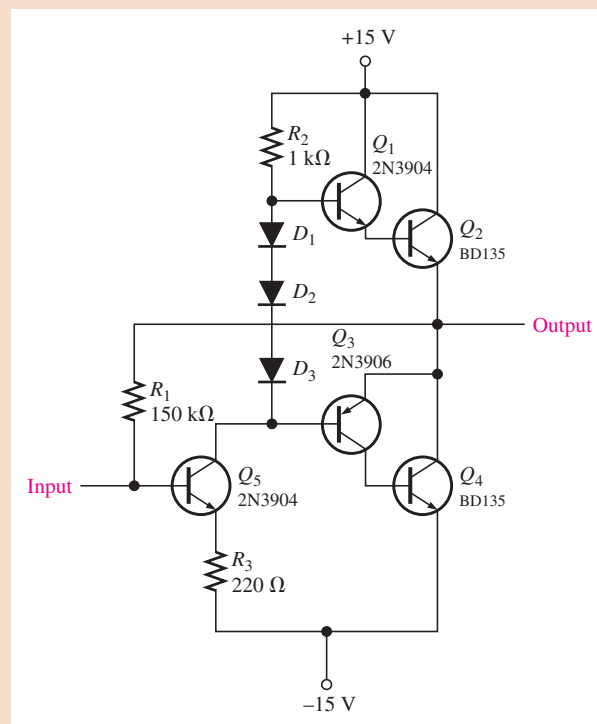 +15 V
R2
1 kΩ
Q1
2N3904
D1
Q2
BD135
D2
Output
Q3
2N3906
D3
R1
150 kΩ
Input
Q5
2N3904
Q4
BD135
R3
220 Ω
–15 V